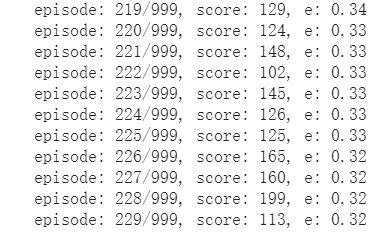 episode: 219/999, score: 129, e: 0.34
episode: 220/999, score: 124, e: 0.33
episode: 221/999, score: 148, e: 0.33
episode: 222/999, score: 102, e: 0.33
episode: 223/999, score: 145, e: 0.33
episode: 224/999, score: 126, e: 0.33
episode: 225/999, score: 125, e: 0.33
episode: 226/999, score: 165, e: 0.32
episode: 227/999, score: 160, e: 0.32
episode: 228/999, score: 199, e: 0.32
episode: 229/999, score: 113, e: 0.32